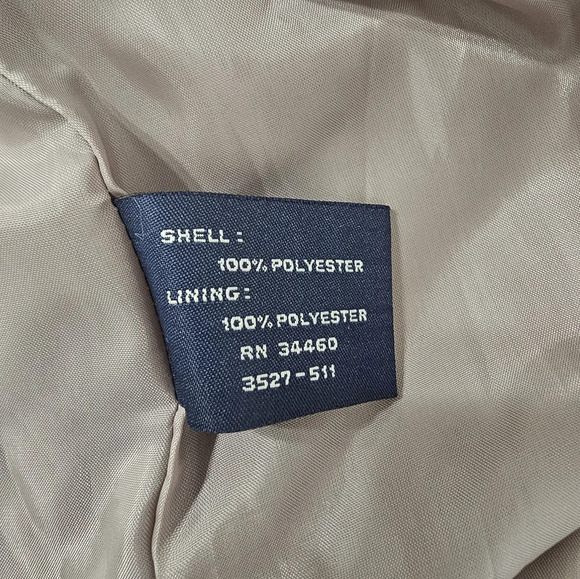 SHELL:
100% POLYESTER
LINING:
100% POLYESTER
RN 34460
3527-511